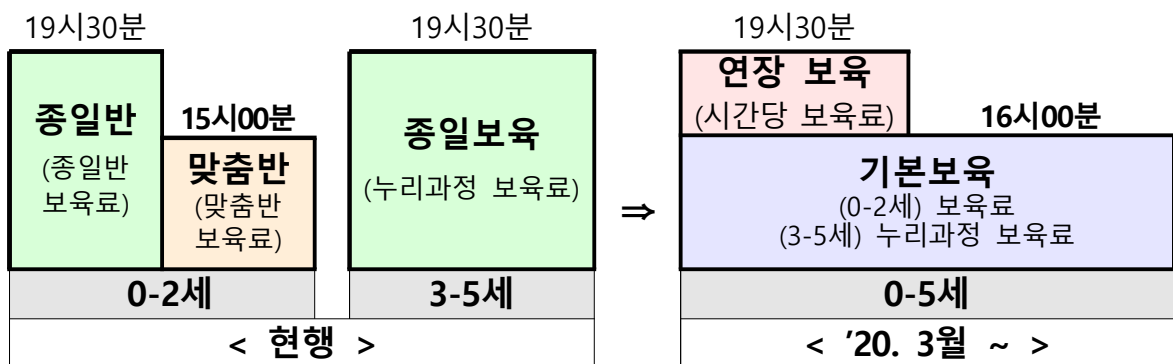 19시30분
종일반
(종일반
보육료)
15시00분
맞춤반
(맞춤반
보육료)
0-2세
19시30분
종일보육
(누리과정 보육료)
3-5세
< 현행 >
⇒
19시30분
연장 보육
(시간당 보육료)
16시00분
기본보육
(0-2세) 보육료
(3-5세) 누리과정 보육료
0-5세
< ’20. 3월 ~ >